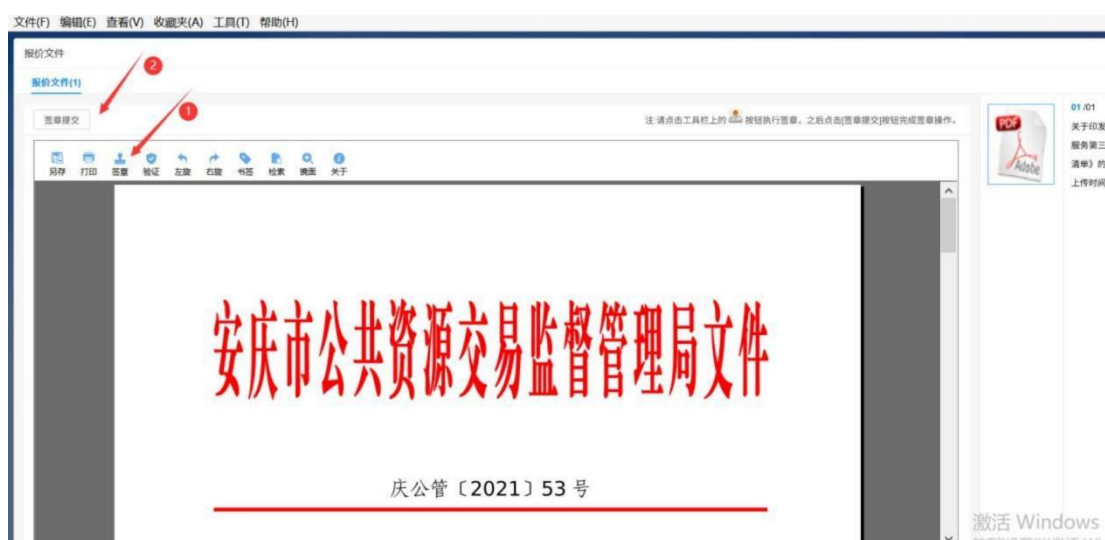 文件(F) 编辑(E) 查看(V) 收藏夹(A) 工具(T) 帮助(H)
报价文件
报价文件(1)
2
1
签章提交
注:请点击工具栏上的 按钮执行签章，之后点击[签章提交]按钮完成签章操作。
另存 打印 签章 验证 左旋 右旋 书签 检索 镜面 关于
PDF
Adobe
01 /01
关于印发
服务第三
清单》的
上传时间
安庆市公共资源交易监督管理局文件
庆公管〔2021〕53 号
激活 Windows